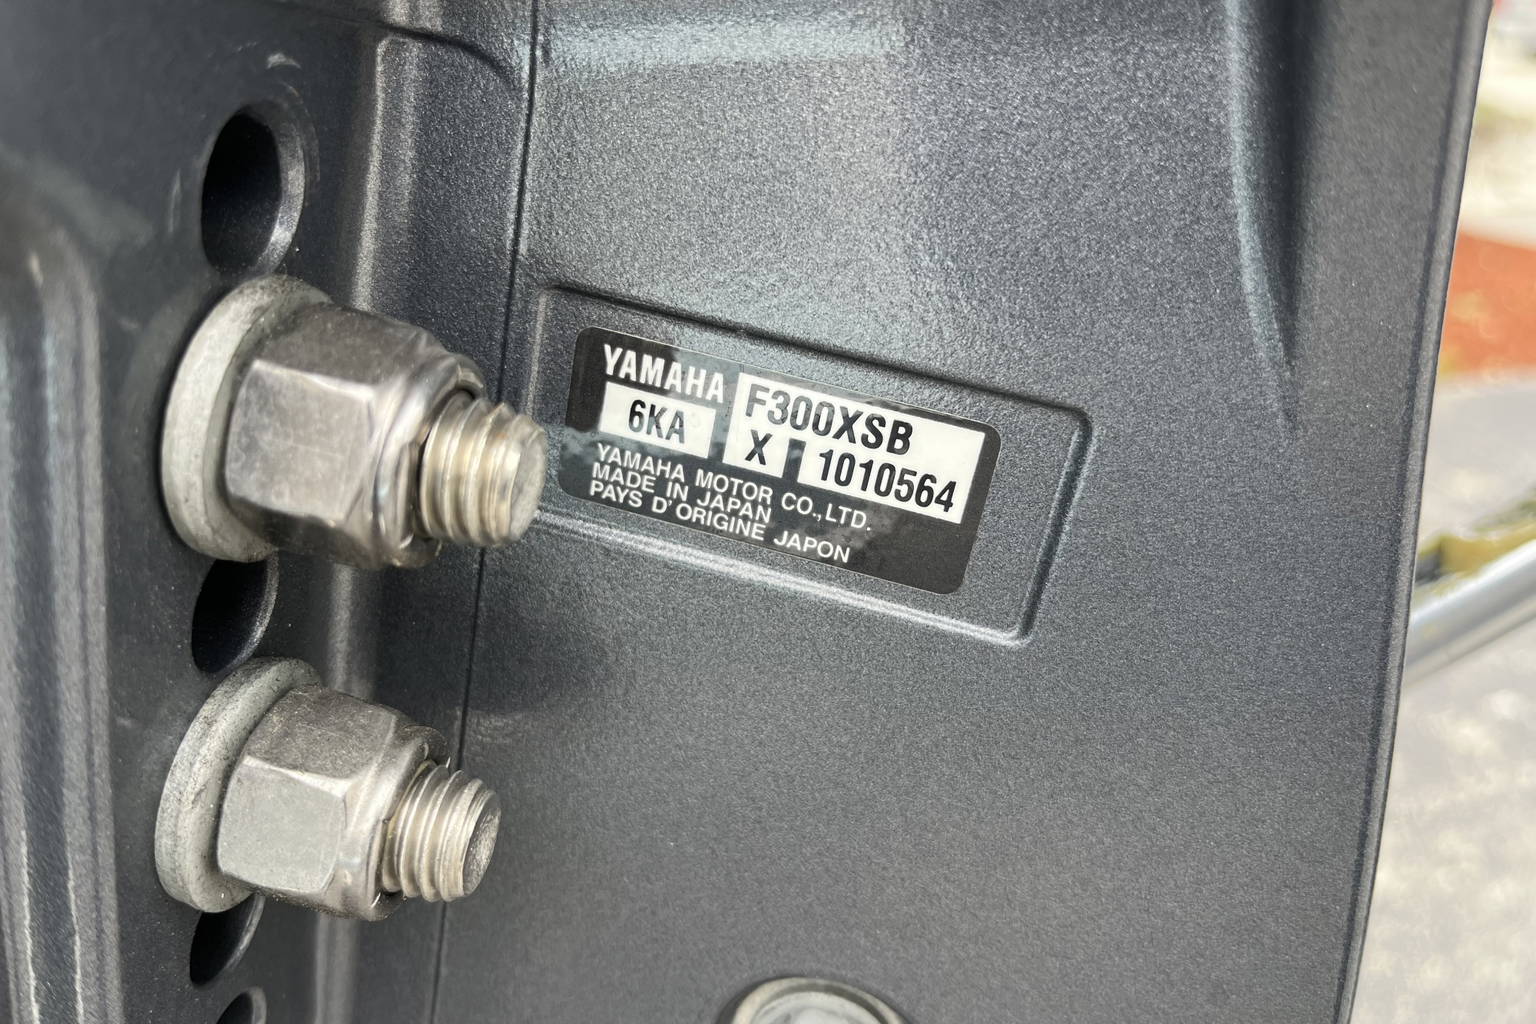 YAMAHA F300XSB
6KA X 1010564
YAMAHA MOTOR CO.,LTD.
MADE IN JAPAN
PAYS D'ORIGINE JAPON